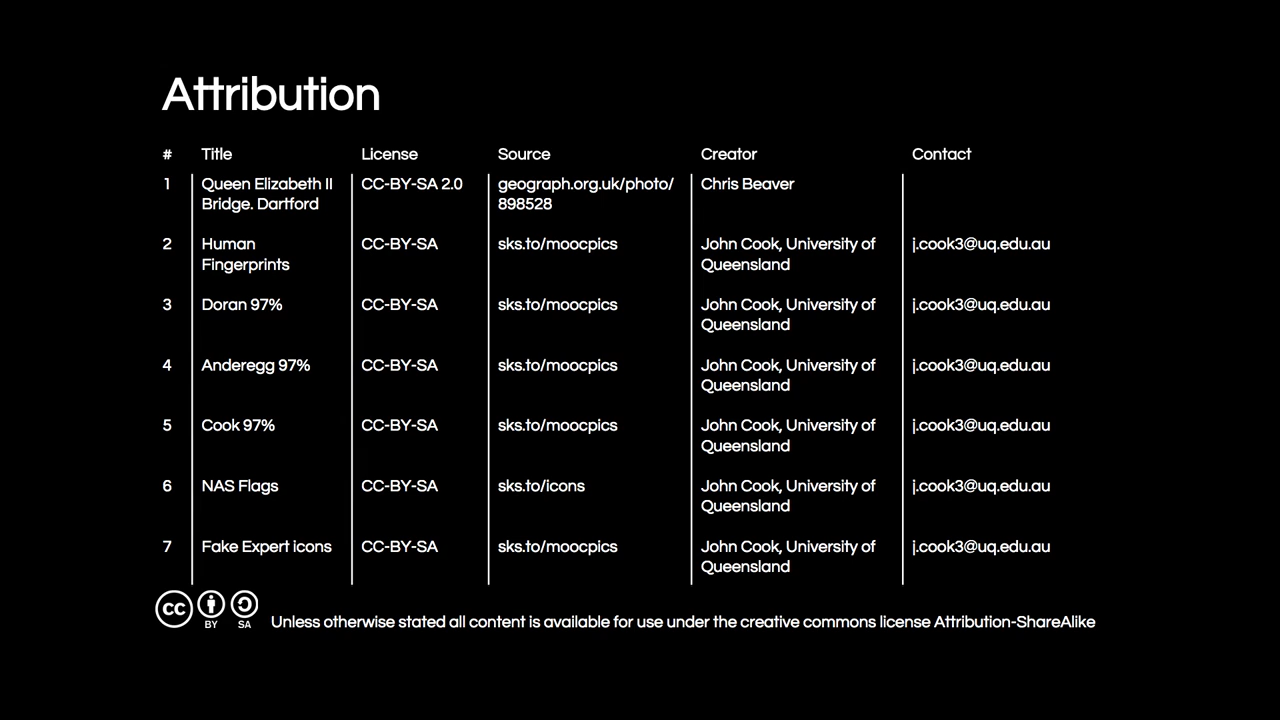 Attribution
# Title License Source Creator Contact
1 Queen Elizabeth II CC-BY-SA 2.0 geograph.org.uk/photo/ Chris Beaver
Bridge. Dartford 898528
2 Human CC-BY-SA sks.to/moocpics John Cook, University of j.cook3@uq.edu.au
Fingerprints Queensland
3 Doran 97% CC-BY-SA sks.to/moocpics John Cook, University of j.cook3@uq.edu.au
Queensland
4 Anderegg 97% CC-BY-SA sks.to/moocpics John Cook, University of j.cook3@uq.edu.au
Queensland
5 Cook 97% CC-BY-SA sks.to/moocpics John Cook, University of j.cook3@uq.edu.au
Queensland
6 NAS Flags CC-BY-SA sks.to/icons John Cook, University of j.cook3@uq.edu.au
Queensland
7 Fake Expert icons CC-BY-SA sks.to/moocpics John Cook, University of j.cook3@uq.edu.au
Queensland
cc BY SA Unless otherwise stated all content is available for use under the creative commons license Attribution-ShareAlike